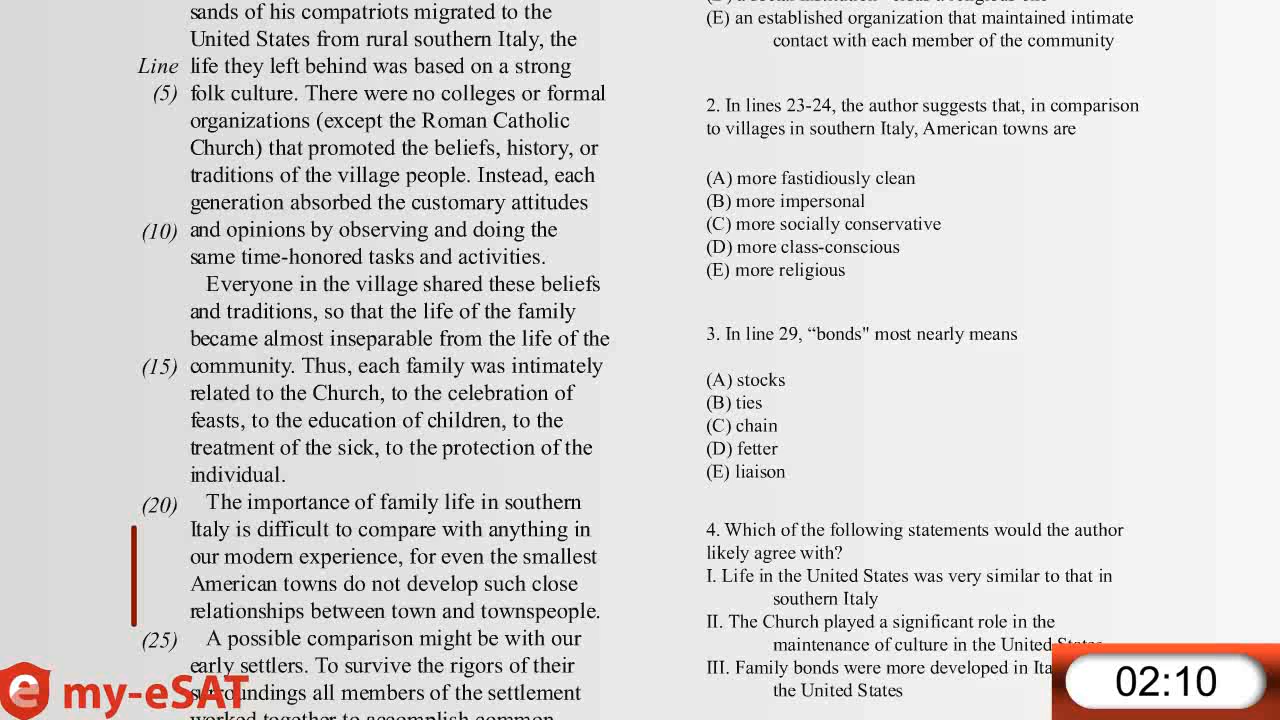 sands of his compatriots migrated to the
United States from rural southern Italy, the
Line life they left behind was based on a strong
(5) folk culture. There were no colleges or formal
organizations (except the Roman Catholic
Church) that promoted the beliefs, history, or
traditions of the village people. Instead, each
generation absorbed the customary attitudes
(10) and opinions by observing and doing the
same time-honored tasks and activities.
Everyone in the village shared these beliefs
and traditions, so that the life of the family
became almost inseparable from the life of the
(15) community. Thus, each family was intimately
related to the Church, to the celebration of
feasts, to the education of children, to the
treatment of the sick, to the protection of the
individual.
(20) The importance of family life in southern
Italy is difficult to compare with anything in
our modern experience, for even the smallest
American towns do not develop such close
relationships between town and townspeople.
(25) A possible comparison might be with our
early settlers. To survive the rigors of their
surroundings all members of the settlement
worked together to accomplish common
(E) an established organization that maintained intimate
contact with each member of the community
2. In lines 23-24, the author suggests that, in comparison
to villages in southern Italy, American towns are
(A) more fastidiously clean
(B) more impersonal
(C) more socially conservative
(D) more class-conscious
(E) more religious
3. In line 29, “bonds" most nearly means
(A) stocks
(B) ties
(C) chain
(D) fetter
(E) liaison
4. Which of the following statements would the author
likely agree with?
I. Life in the United States was very similar to that in
southern Italy
II. The Church played a significant role in the
maintenance of culture in the United States
III. Family bonds were more developed in
the United States
my-eSAT
02:10